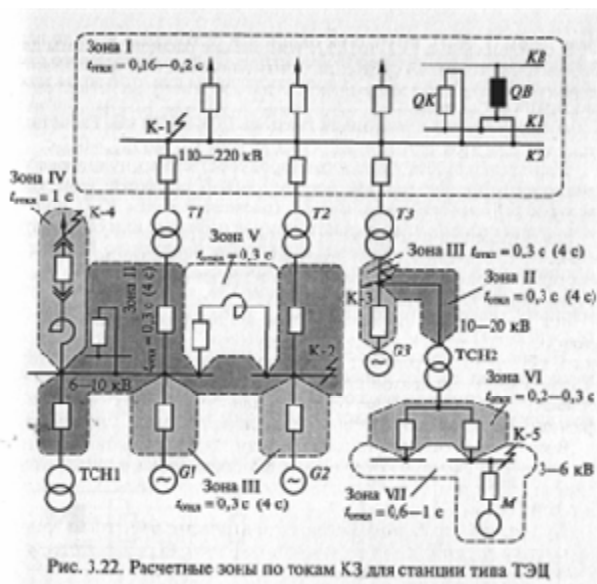 Зона I
tоткл = 0,16—0,2 с
КВ
QK
QB
К-1
K1
110—220 кВ
K2
Зона IV
tоткл = 1 с
К-4
T1
T2
T3
Зона V
tоткл = 0,3 с
Зона III tоткл = 0,3 с (4 с)
Зона II
tоткл = 0,3 с (4 с)
К-3
Зона II
tоткл = 0,3 с (4 с)
10—20 кВ
G3
ТСН2
К-2
6—10 кВ
Зона VI
tоткл = 0,2—0,3 с
К-5
ТСН1
G1
G2
Зона III
tоткл = 0,3 с (4 с)
3—6 кВ
Зона VII
tоткл = 0,6—1 с
M
Рис. 3.22. Расчетные зоны по токам КЗ для станции типа ТЭЦ